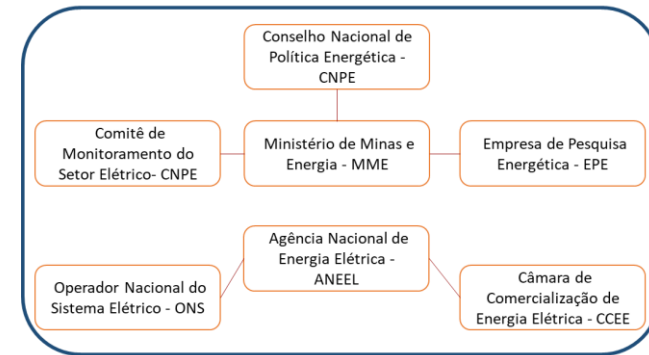 Conselho Nacional de
Política Energética -
CNPE
Comitê de
Monitoramento do
Setor Elétrico- CNPE
Ministério de Minas e
Energia - MME
Empresa de Pesquisa
Energética - EPE
Agência Nacional de
Energia Elétrica -
ANEEL
Operador Nacional do
Sistema Elétrico - ONS
Câmara de
Comercialização de
Energia Elétrica - CCEE